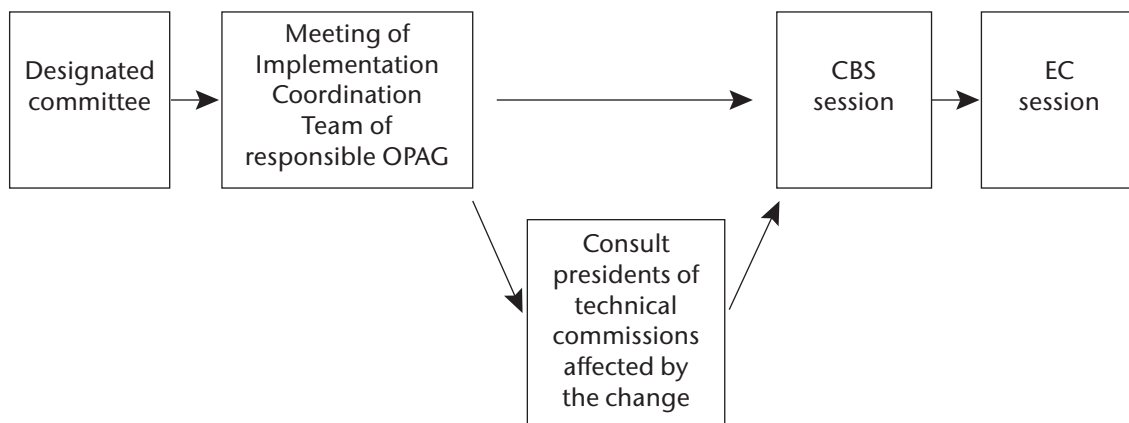 Designated
committee
Meeting of
Implementation
Coordination
Team of
responsible OPAG
CBS
session
EC
session
Consult
presidents of
technical
commissions
affected by
the change